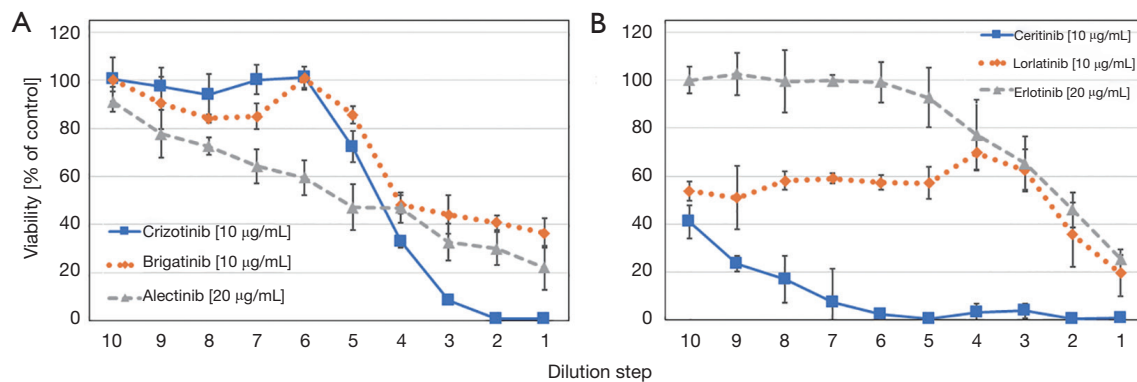 A
120
100
80
60
40
20
0
Viability [% of control]
Crizotinib [10 μg/mL]
Brigatinib [10 μg/mL]
Alectinib [20 μg/mL]
10 9 8 7 6 5 4 3 2 1
B
120
100
80
60
40
20
0
Ceritinib [10 μg/mL]
Lorlatinib [10 μg/mL]
Erlotinib [20 μg/mL]
10 9 8 7 6 5 4 3 2 1
Dilution step